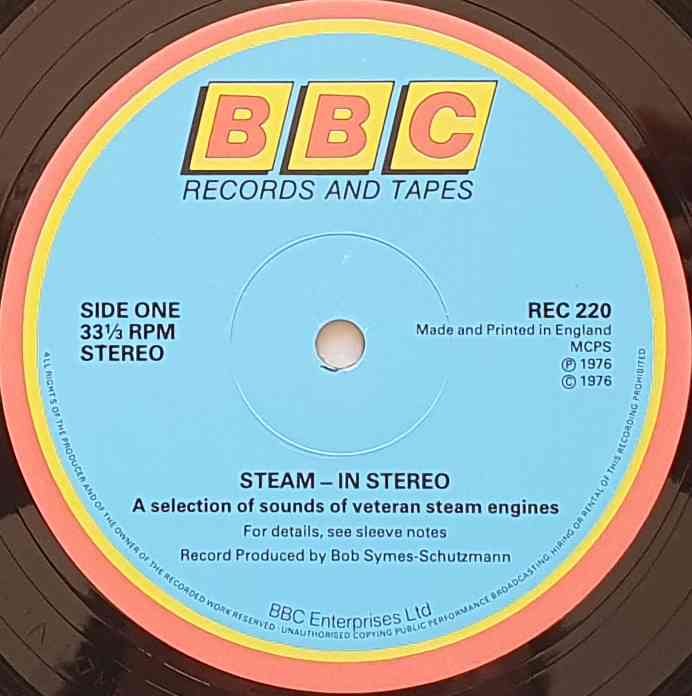 BBC
RECORDS AND TAPES
SIDE ONE
33⅓ RPM
STEREO
REC 220
Made and Printed in England
MCPS
Ⓟ 1976
© 1976
STEAM – IN STEREO
A selection of sounds of veteran steam engines
For details, see sleeve notes
Record Produced by Bob Symes-Schutzmann
BBC Enterprises Ltd
ALL RIGHTS OF THE PRODUCER AND OF THE OWNER OF THE RECORDED WORK RESERVED · UNAUTHORISED COPYING PUBLIC PERFORMANCE BROADCASTING HIRING OR RENTAL OF THIS RECORDING PROHIBITED